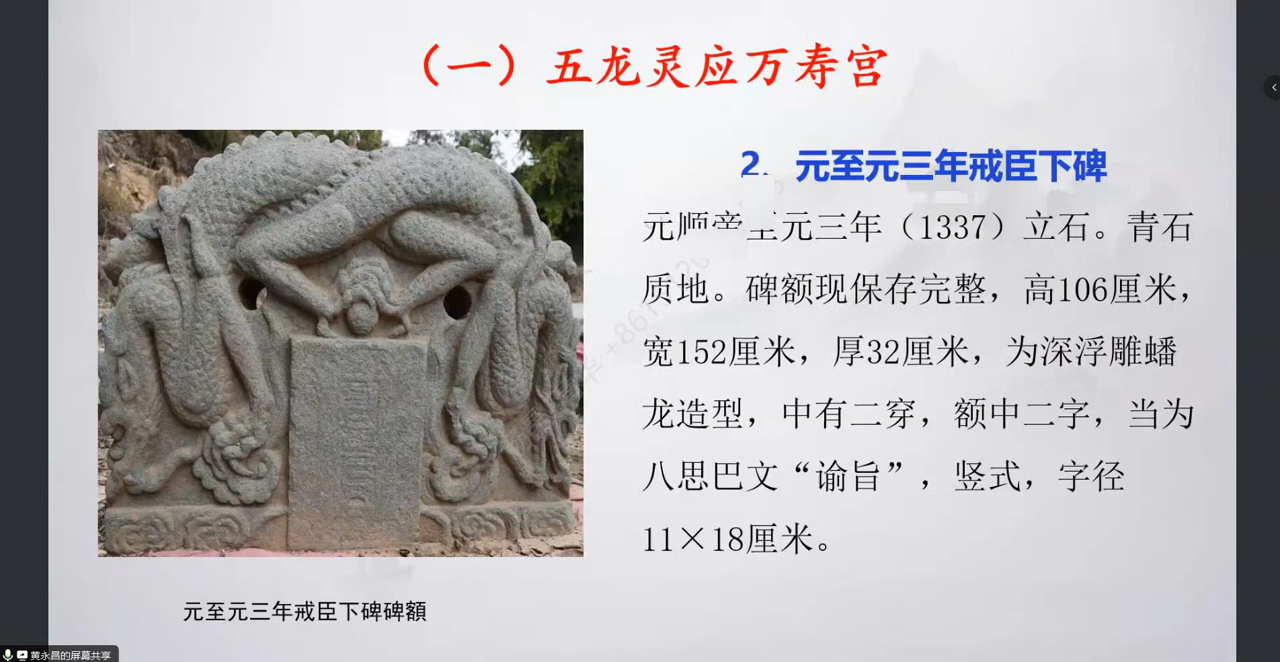 （一）五龙灵应万寿宫
2. 元至元三年戒臣下碑
元顺帝至元三年（1337）立石。青石
质地。碑额现保存完整，高106厘米，
宽152厘米，厚32厘米，为深浮雕蟠
龙造型，中有二穿，额中二字，当为
八思巴文“谕旨”，竖式，字径
11×18厘米。
元至元三年戒臣下碑碑額
黄永昌的屏幕共享